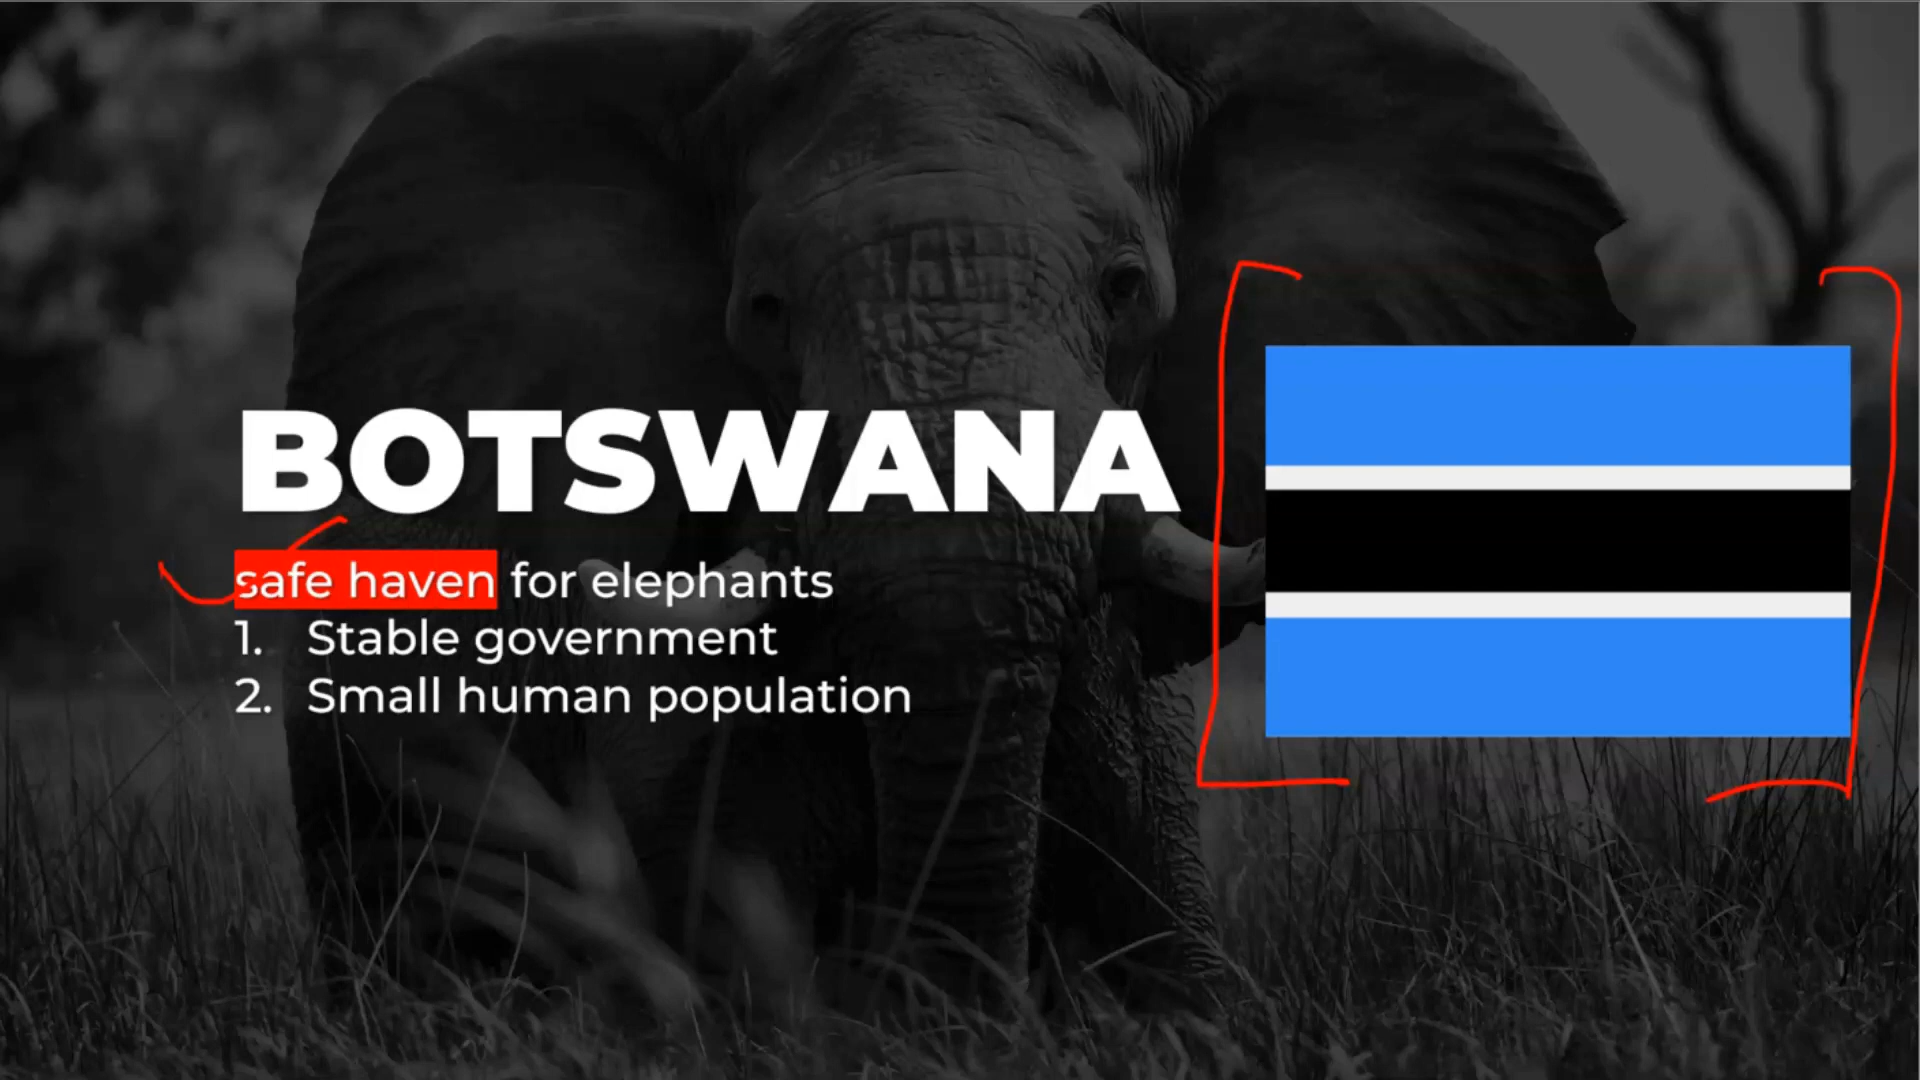 BOTSWANA
safe haven for elephants
1. Stable government
2. Small human population